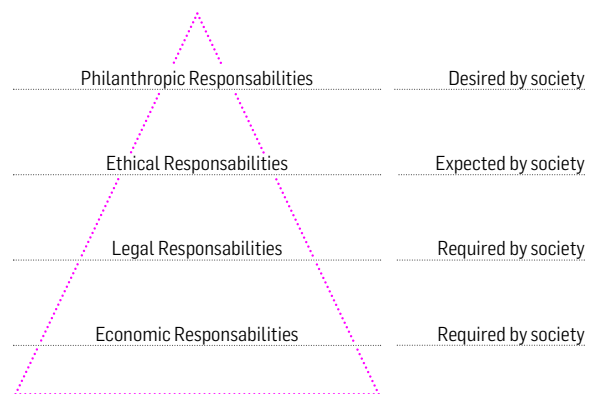 Philanthropic Responsabilities Desired by society
Ethical Responsabilities Expected by society
Legal Responsabilities Required by society
Economic Responsabilities Required by society